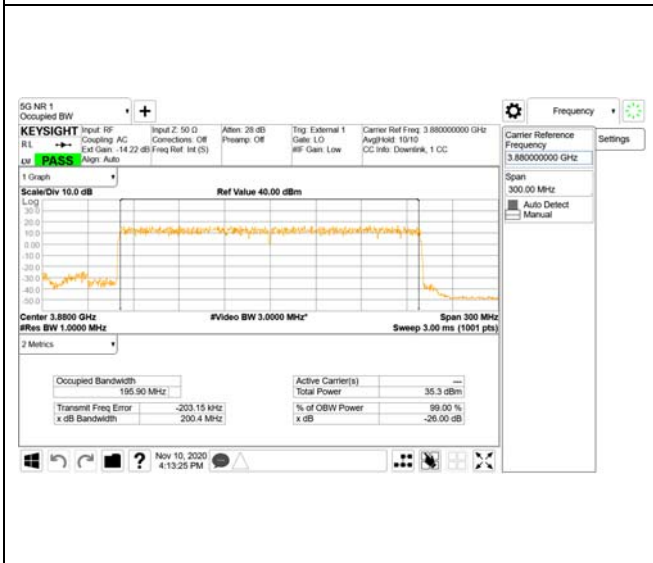 5G NR 1
Occupied BW
Frequency
KEYSIGHT Input: RF Input Z: 50 Ω Atten: 28 dB Trig: External 1 Carrier Ref Freq: 3.880000000 GHz
RL Coupling: AC Corrections: Off Preamp: Off Gate: LO Avg|Hold: 10/10
Ext Gain: -14.22 dB Freq Ref: Int (S) #IF Gain: Low CC Info: Downlink, 1 CC
PASS Align: Auto
Carrier Reference
Frequency
3.880000000 GHz
Settings
Span
300.00 MHz
Auto Detect
Manual
1 Graph
Scale/Div 10.0 dB Ref Value 40.00 dBm
Log
30.0
20.0
10.0
0.00
-10.0
-20.0
-30.0
-40.0
-50.0
Center 3.8800 GHz #Video BW 3.0000 MHz* Span 300 MHz
#Res BW 1.0000 MHz Sweep 3.00 ms (1001 pts)
2 Metrics
Occupied Bandwidth
195.90 MHz
Transmit Freq Error -203.15 kHz
x dB Bandwidth 200.4 MHz
Active Carrier(s) ---
Total Power 35.3 dBm
% of OBW Power 99.00 %
x dB -26.00 dB
Nov 10, 2020
4:13:25 PM